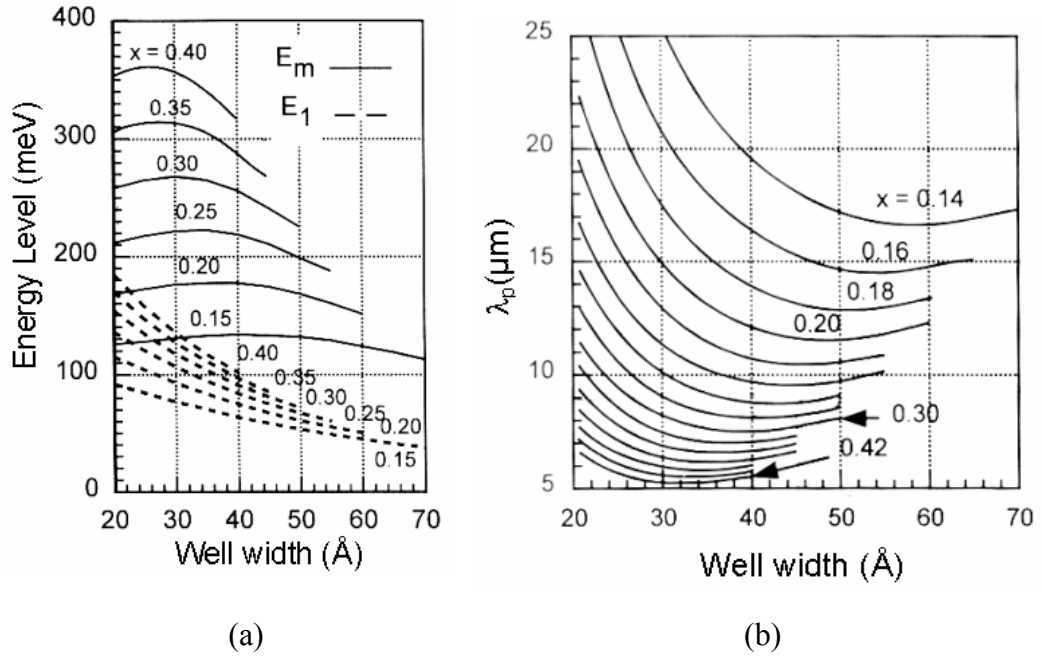 400
300
200
100
0
Energy Level (meV)
x = 0.40
0.35
0.30
0.25
0.20
0.15
E_m
E_1
0.40
0.35
0.30
0.25
0.20
0.15
20 30 40 50 60 70
Well width (Å)
(a)
25
20
15
10
5
λ_p(μm)
x = 0.14
0.16
0.18
0.20
0.30
0.42
20 30 40 50 60 70
Well width (Å)
(b)